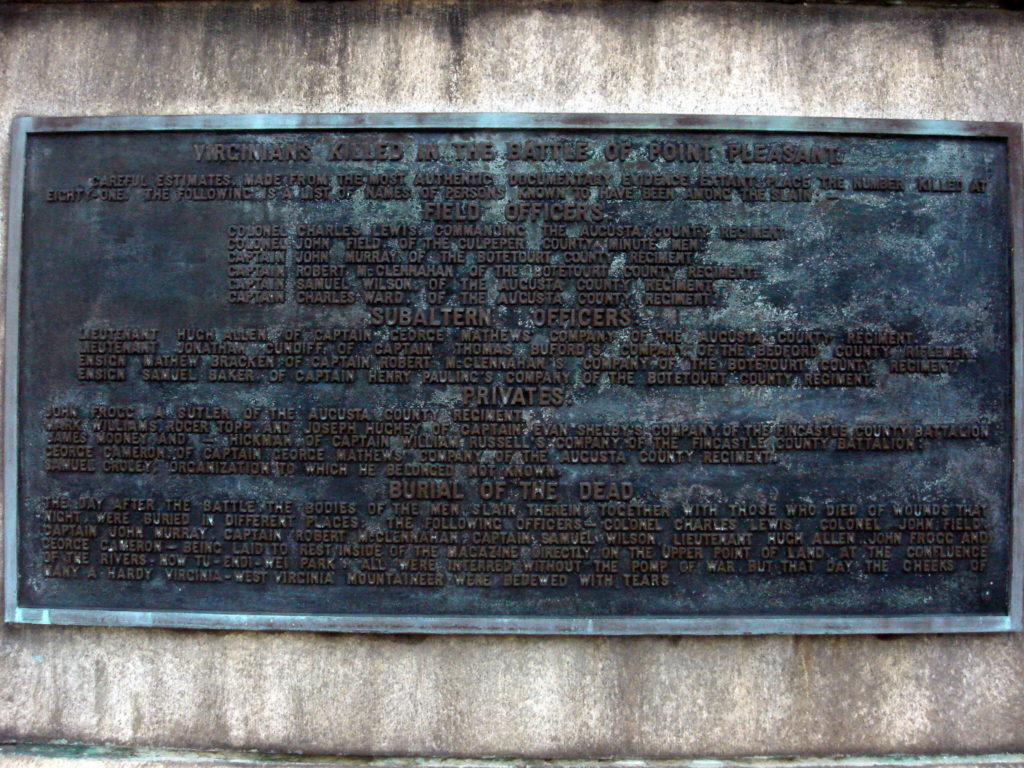 VIRGINIANS KILLED IN THE BATTLE OF POINT PLEASANT.
CAREFUL ESTIMATES, MADE FROM THE MOST AUTHENTIC DOCUMENTARY EVIDENCE EXTANT, PLACE THE NUMBER KILLED AT
EIGHTY-ONE. THE FOLLOWING IS A LIST OF NAMES OF PERSONS KNOWN TO HAVE BEEN AMONG THE SLAIN:—
FIELD OFFICERS.
COLONEL CHARLES LEWIS, COMMANDING THE AUGUSTA COUNTY REGIMENT.
COLONEL JOHN FIELD, OF THE CULPEPER COUNTY MINUTE MEN.
CAPTAIN JOHN MURRAY OF THE BOTETOURT COUNTY REGIMENT.
CAPTAIN ROBERT McCLENNAHAN OF THE BOTETOURT COUNTY REGIMENT.
CAPTAIN SAMUEL WILSON OF THE AUGUSTA COUNTY REGIMENT.
CAPTAIN CHARLES WARD, OF THE AUGUSTA COUNTY REGIMENT.
SUBALTERN OFFICERS.
LIEUTENANT HUGH ALLEN, OF CAPTAIN GEORGE MATHEWS' COMPANY OF THE AUGUSTA COUNTY REGIMENT.
LIEUTENANT JONATHAN CUNDIFF OF CAPTAIN THOMAS BUFORD'S COMPANY OF THE BEDFORD COUNTY RIFLEMEN.
ENSIGN MATHEW BRACKEN OF CAPTAIN ROBERT McCLENNAHAN'S COMPANY OF THE BOTETOURT COUNTY REGIMENT.
ENSIGN SAMUEL BAKER OF CAPTAIN HENRY PAULING'S COMPANY OF THE BOTETOURT COUNTY REGIMENT.
PRIVATES.
JOHN FROGG, A SUTLER OF THE AUGUSTA COUNTY REGIMENT.
MARK WILLIAMS ROGER TOPP AND JOSEPH HUGHEY OF CAPTAIN EVAN SHELBY'S COMPANY OF THE FINCASTLE COUNTY BATTALION
JAMES MOONEY AND — HICKMAN OF CAPTAIN WILLIAM RUSSELL'S COMPANY OF THE FINCASTLE COUNTY BATTALION.
GEORGE CAMERON OF CAPTAIN GEORGE MATHEWS' COMPANY OF THE AUGUSTA COUNTY REGIMENT.
SAMUEL CROLEY, ORGANIZATION TO WHICH HE BELONGED NOT KNOWN.
BURIAL OF THE DEAD.
THE DAY AFTER THE BATTLE THE BODIES OF THE MEN SLAIN THEREIN, TOGETHER WITH THOSE WHO DIED OF WOUNDS THAT
NIGHT, WERE BURIED IN DIFFERENT PLACES. THE FOLLOWING OFFICERS— COLONEL CHARLES LEWIS, COLONEL JOHN FIELD,
CAPTAIN JOHN MURRAY, CAPTAIN ROBERT McCLENNAHAN, CAPTAIN SAMUEL WILSON, LIEUTENANT HUGH ALLEN, JOHN FROGG AND
GEORGE CAMERON— BEING LAID TO REST INSIDE OF THE MAGAZINE DIRECTLY ON THE UPPER POINT OF LAND, AT THE CONFLUENCE
OF THE RIVERS— NOW TU-ENDI-WEI PARK. ALL WERE INTERRED WITHOUT THE POMP OF WAR BUT THAT DAY THE CHEEKS OF
MANY A HARDY VIRGINIA-WEST VIRGINIA MOUNTAINEER WERE BEDEWED WITH TEARS.